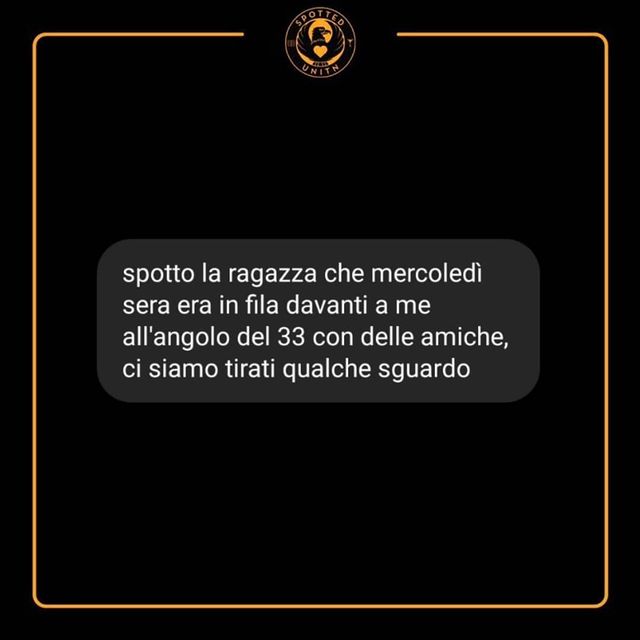 SPOTTED
UNITN
spotto la ragazza che mercoledì
sera era in fila davanti a me
all'angolo del 33 con delle amiche,
ci siamo tirati qualche sguardo